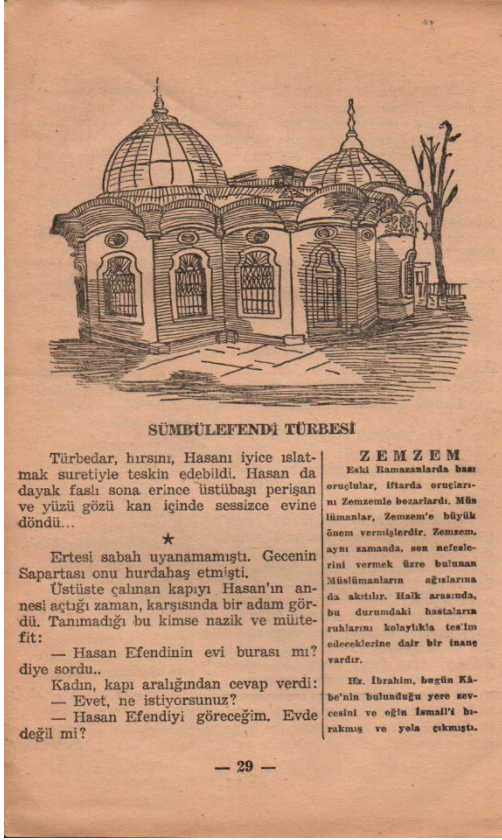 SÜMBÜLEFENDİ TÜRBESİ
Türbedar, hırsını, Hasanı iyice ıslat-
mak suretiyle teskin edebildi. Hasan da
dayak faslı sona erince üstübaşı perişan
ve yüzü gözü kan içinde sessizce evine
döndü...
★
Ertesi sabah uyanamamıştı. Gecenin
Sapartası onu hurdahaş etmişti.
Üstüste çalınan kapıyı Hasan'ın an-
nesi açtığı zaman, karşısında bir adam gör-
dü. Tanımadığı bu kimse nazik ve mülte-
fit:
— Hasan Efendinin evi burası mı?
diye sordu..
Kadın, kapı aralığından cevap verdi:
— Evet, ne istiyorsunuz?
— Hasan Efendiyi göreceğim. Evde
değil mi?
ZEMZEM
Eski Ramazanlarda bazı
oruçlular, iftarda oruçları-
nı Zemzemle bozarlardı. Müs
lümanlar, Zemzem'e büyük
önem vermişlerdir. Zemzem,
aynı zamanda, son nefesle-
rini vermek üzre bulunan
Müslümanların ağızlarına
da akıtılır. Halk arasında,
bu durumdaki hastaların
ruhlarını kolaylıkla teslim
edeceklerine dair bir inanç
vardır.
Hz. İbrahim, bugün Kâ-
be'nin bulunduğu yere zev-
cesini ve oğlu İsmail'i bı-
rakmış ve yola çıkmıştı.
— 29 —